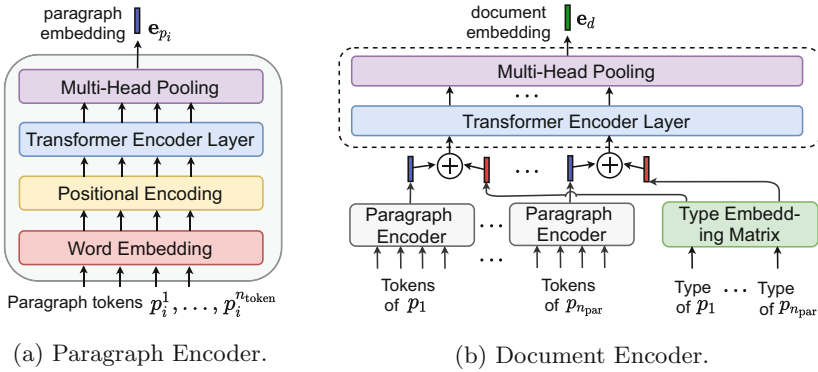 paragraph
embedding
e_{p_i}
Multi-Head Pooling
Transformer Encoder Layer
Positional Encoding
Word Embedding
Paragraph tokens p_i^1, ..., p_i^{n_token}
(a) Paragraph Encoder.
document
embedding
e_d
Multi-Head Pooling
...
Transformer Encoder Layer
+ ... +
Paragraph
Encoder
...
Paragraph
Encoder
Type Embedd-
ing Matrix
...
Tokens
of p_1
Tokens
of p_{n_par}
Type
of p_1
...
Type
of p_{n_par}
(b) Document Encoder.